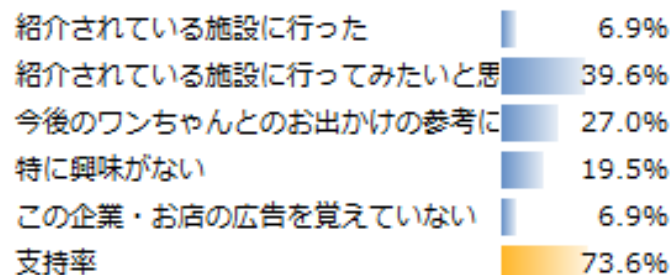 紹介されている施設に行った 6.9%
紹介されている施設に行ってみたいと思 39.6%
今後のワンちゃんとのお出かけの参考に 27.0%
特に興味がない 19.5%
この企業・お店の広告を覚えていない 6.9%
支持率 73.6%